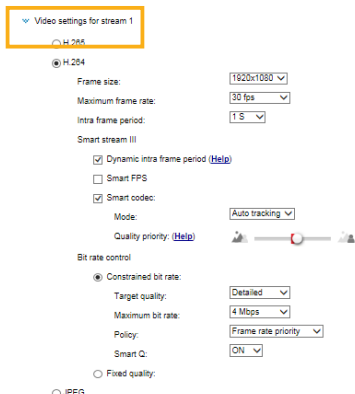 Video settings for stream 1
H.265
H.264
Frame size: 1920x1080
Maximum frame rate: 30 fps
Intra frame period: 1 S
Smart stream III
Dynamic intra frame period (Help)
Smart FPS
Smart codec:
Mode: Auto tracking
Quality priority: (Help)
Bit rate control
Constrained bit rate:
Target quality: Detailed
Maximum bit rate: 4 Mbps
Policy: Frame rate priority
Smart Q: ON
Fixed quality:
JPEG